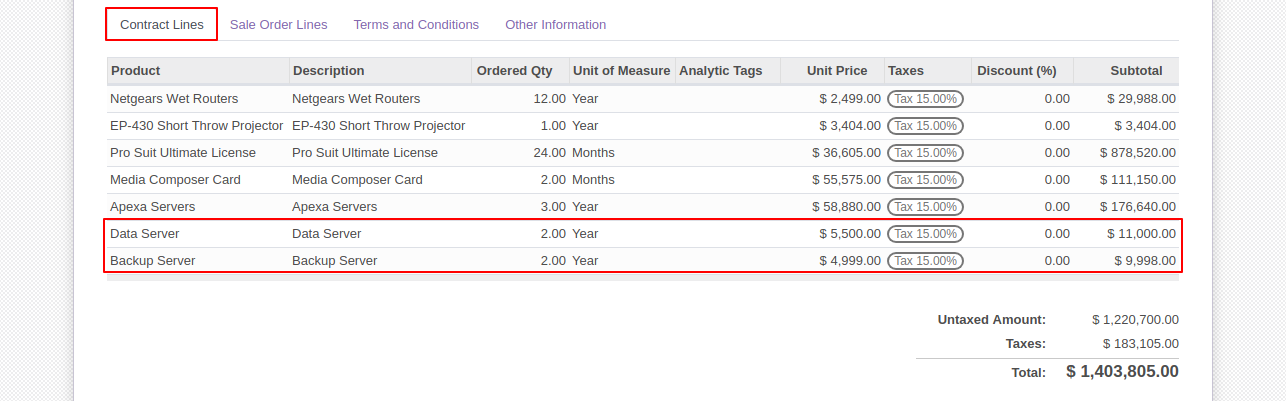 Contract Lines Sale Order Lines Terms and Conditions Other Information
Product Description Ordered Qty Unit of Measure Analytic Tags Unit Price Taxes Discount (%) Subtotal
Netgears Wet Routers Netgears Wet Routers 12.00 Year $ 2,499.00 Tax 15.00% 0.00 $ 29,988.00
EP-430 Short Throw Projector EP-430 Short Throw Projector 1.00 Year $ 3,404.00 Tax 15.00% 0.00 $ 3,404.00
Pro Suit Ultimate License Pro Suit Ultimate License 24.00 Months $ 36,605.00 Tax 15.00% 0.00 $ 878,520.00
Media Composer Card Media Composer Card 2.00 Months $ 55,575.00 Tax 15.00% 0.00 $ 111,150.00
Apexa Servers Apexa Servers 3.00 Year $ 58,880.00 Tax 15.00% 0.00 $ 176,640.00
Data Server Data Server 2.00 Year $ 5,500.00 Tax 15.00% 0.00 $ 11,000.00
Backup Server Backup Server 2.00 Year $ 4,999.00 Tax 15.00% 0.00 $ 9,998.00
Untaxed Amount: $ 1,220,700.00
Taxes: $ 183,105.00
Total: $ 1,403,805.00